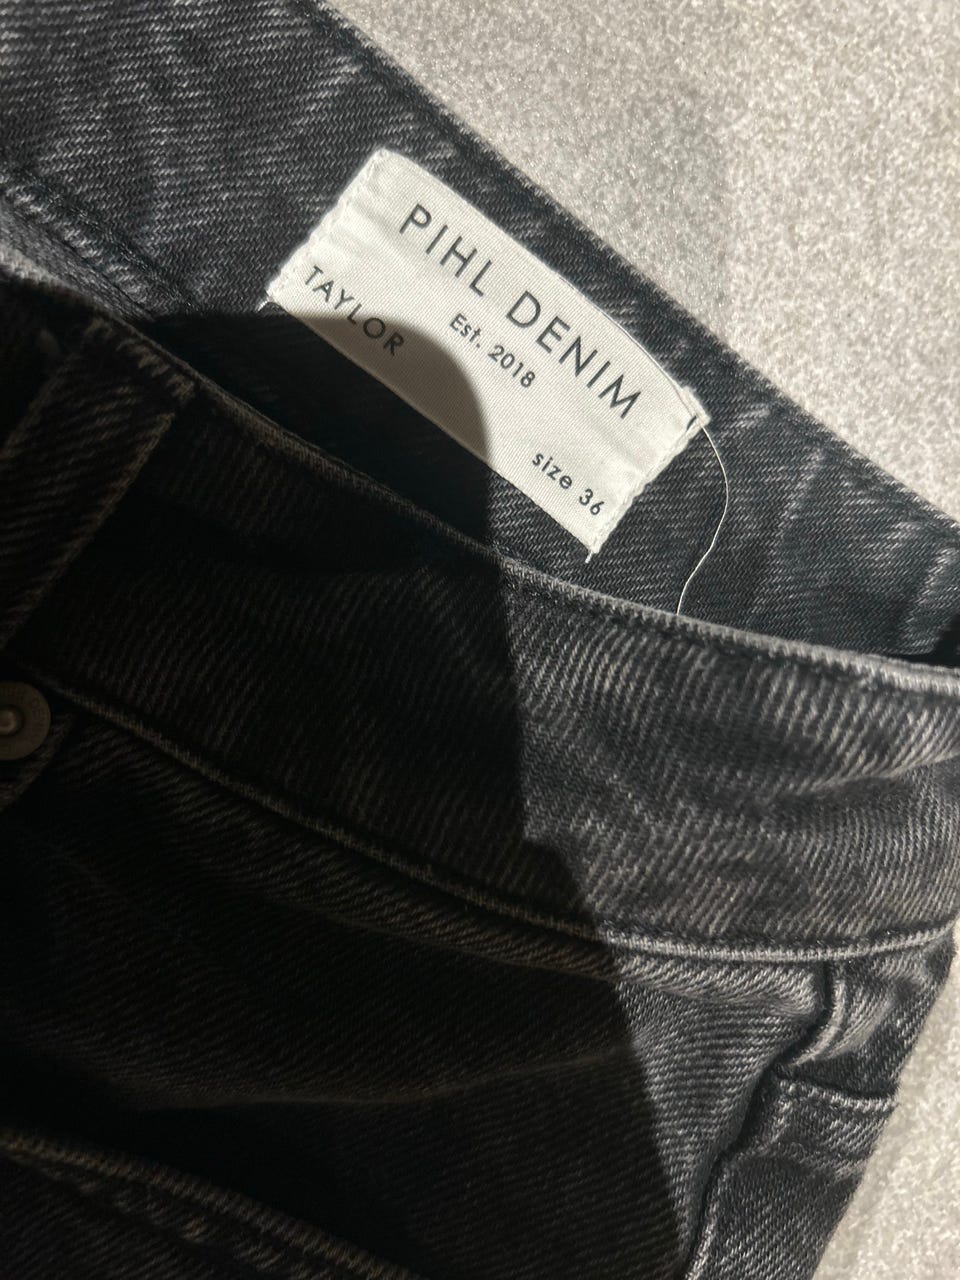 PIHL DENIM
Est. 2018
TAYLOR
size 36